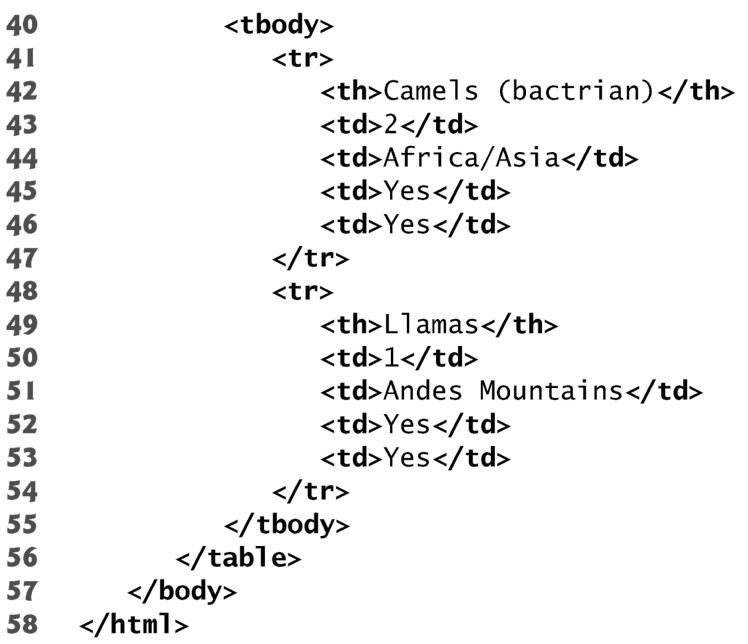 40 <tbody>
41 <tr>
42 <th>Camels (bactrian)</th>
43 <td>2</td>
44 <td>Africa/Asia</td>
45 <td>Yes</td>
46 <td>Yes</td>
47 </tr>
48 <tr>
49 <th>Llamas</th>
50 <td>1</td>
51 <td>Andes Mountains</td>
52 <td>Yes</td>
53 <td>Yes</td>
54 </tr>
55 </tbody>
56 </table>
57 </body>
58 </html>